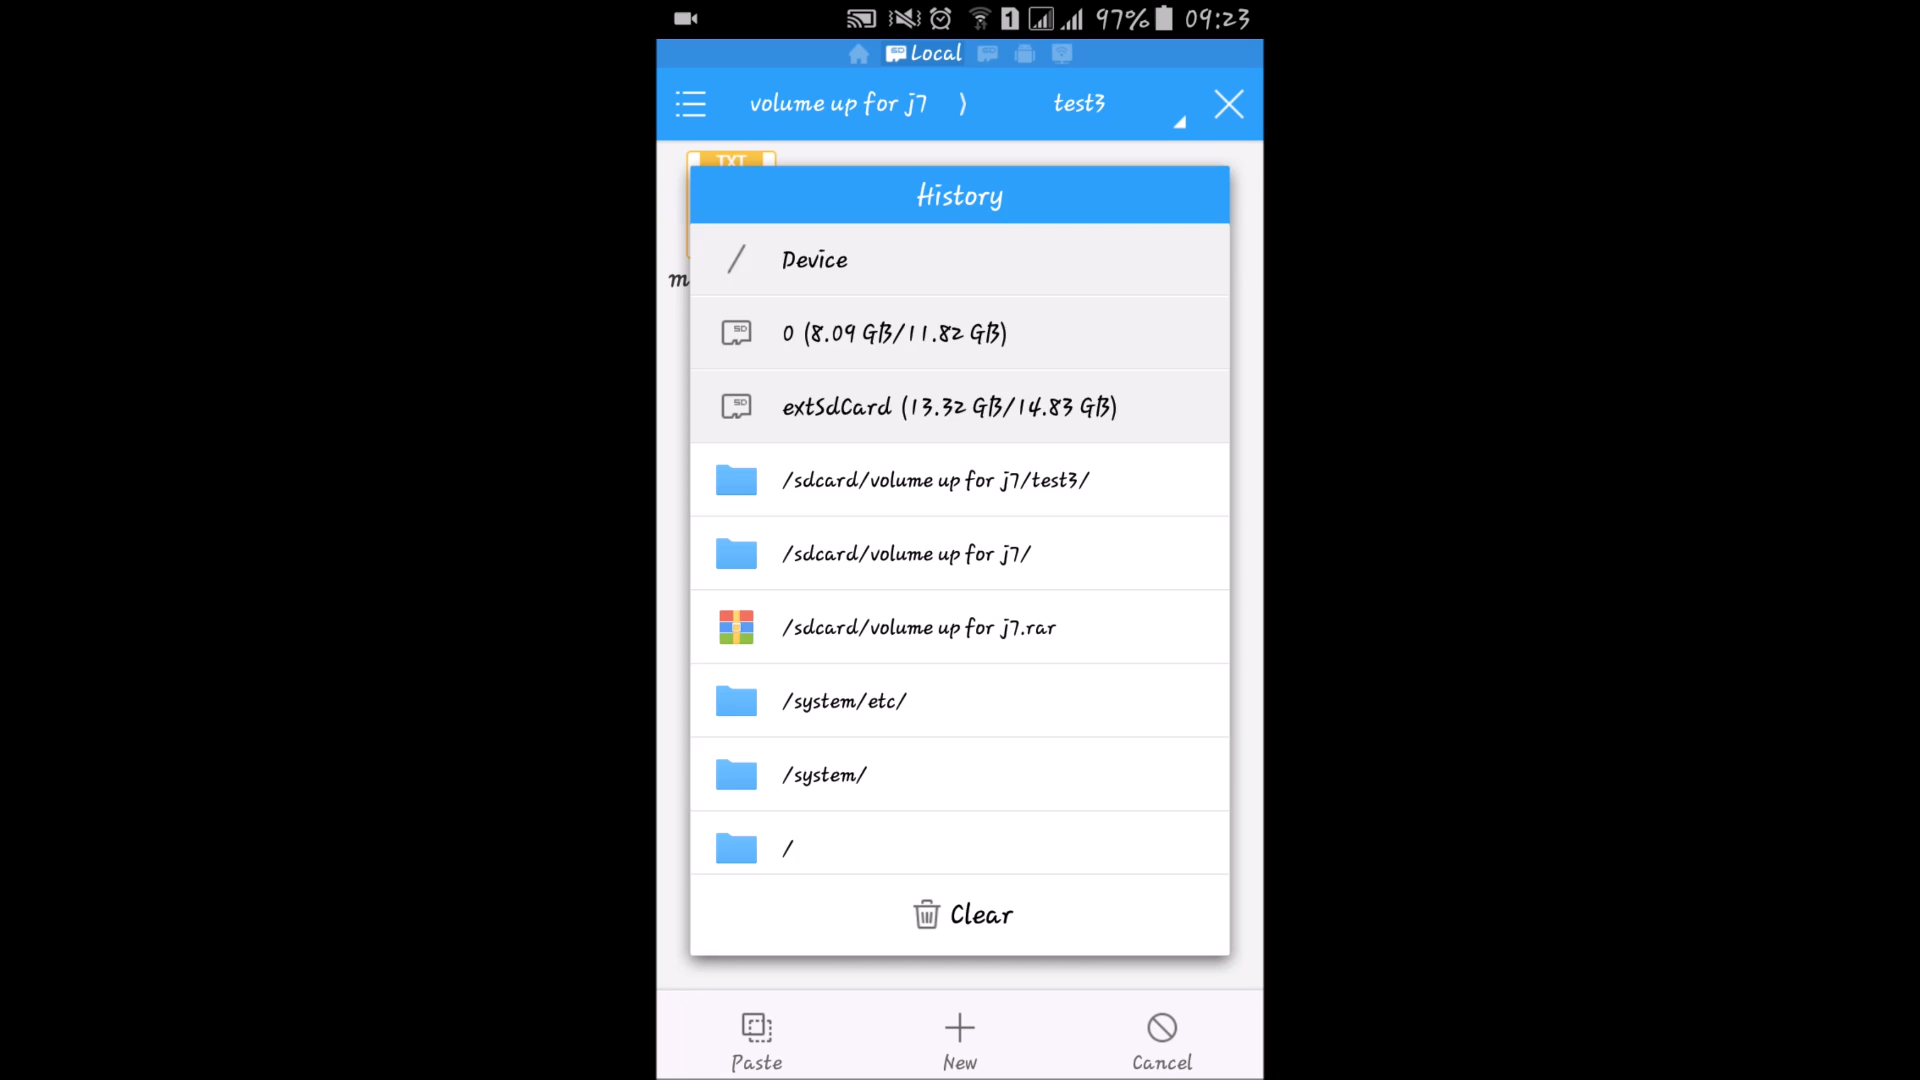 1 97% 09:23
Local
volume up for j7 test3
TXT
History
m
/ Device
0 (8.09 GB/11.82 GB)
extSdCard (13.32 GB/14.83 GB)
/sdcard/volume up for j7/test3/
/sdcard/volume up for j7/
/sdcard/volume up for j7.rar
/system/etc/
/system/
/
Clear
Paste New Cancel